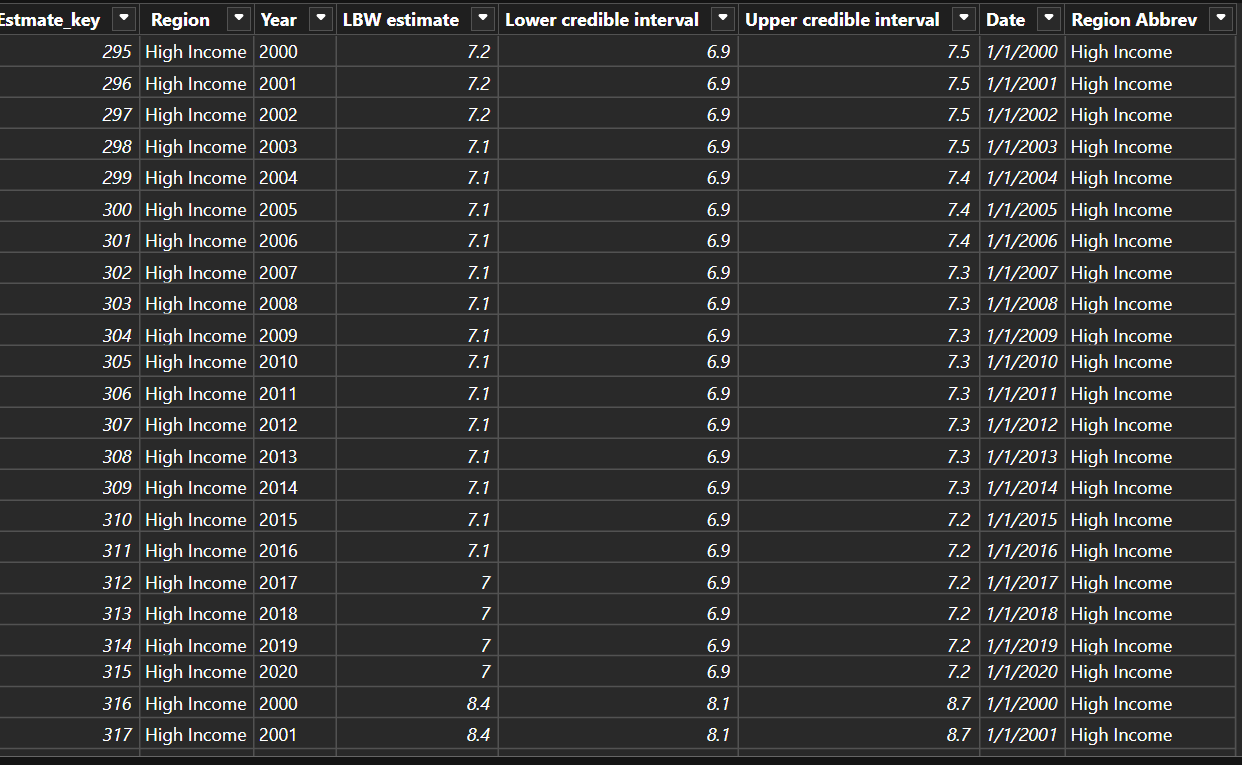 Estmate_key Region Year LBW estimate Lower credible interval Upper credible interval Date Region Abbrev
295 High Income 2000 7.2 6.9 7.5 1/1/2000 High Income
296 High Income 2001 7.2 6.9 7.5 1/1/2001 High Income
297 High Income 2002 7.2 6.9 7.5 1/1/2002 High Income
298 High Income 2003 7.1 6.9 7.5 1/1/2003 High Income
299 High Income 2004 7.1 6.9 7.4 1/1/2004 High Income
300 High Income 2005 7.1 6.9 7.4 1/1/2005 High Income
301 High Income 2006 7.1 6.9 7.4 1/1/2006 High Income
302 High Income 2007 7.1 6.9 7.3 1/1/2007 High Income
303 High Income 2008 7.1 6.9 7.3 1/1/2008 High Income
304 High Income 2009 7.1 6.9 7.3 1/1/2009 High Income
305 High Income 2010 7.1 6.9 7.3 1/1/2010 High Income
306 High Income 2011 7.1 6.9 7.3 1/1/2011 High Income
307 High Income 2012 7.1 6.9 7.3 1/1/2012 High Income
308 High Income 2013 7.1 6.9 7.3 1/1/2013 High Income
309 High Income 2014 7.1 6.9 7.3 1/1/2014 High Income
310 High Income 2015 7.1 6.9 7.2 1/1/2015 High Income
311 High Income 2016 7.1 6.9 7.2 1/1/2016 High Income
312 High Income 2017 7 6.9 7.2 1/1/2017 High Income
313 High Income 2018 7 6.9 7.2 1/1/2018 High Income
314 High Income 2019 7 6.9 7.2 1/1/2019 High Income
315 High Income 2020 7 6.9 7.2 1/1/2020 High Income
316 High Income 2000 8.4 8.1 8.7 1/1/2000 High Income
317 High Income 2001 8.4 8.1 8.7 1/1/2001 High Income